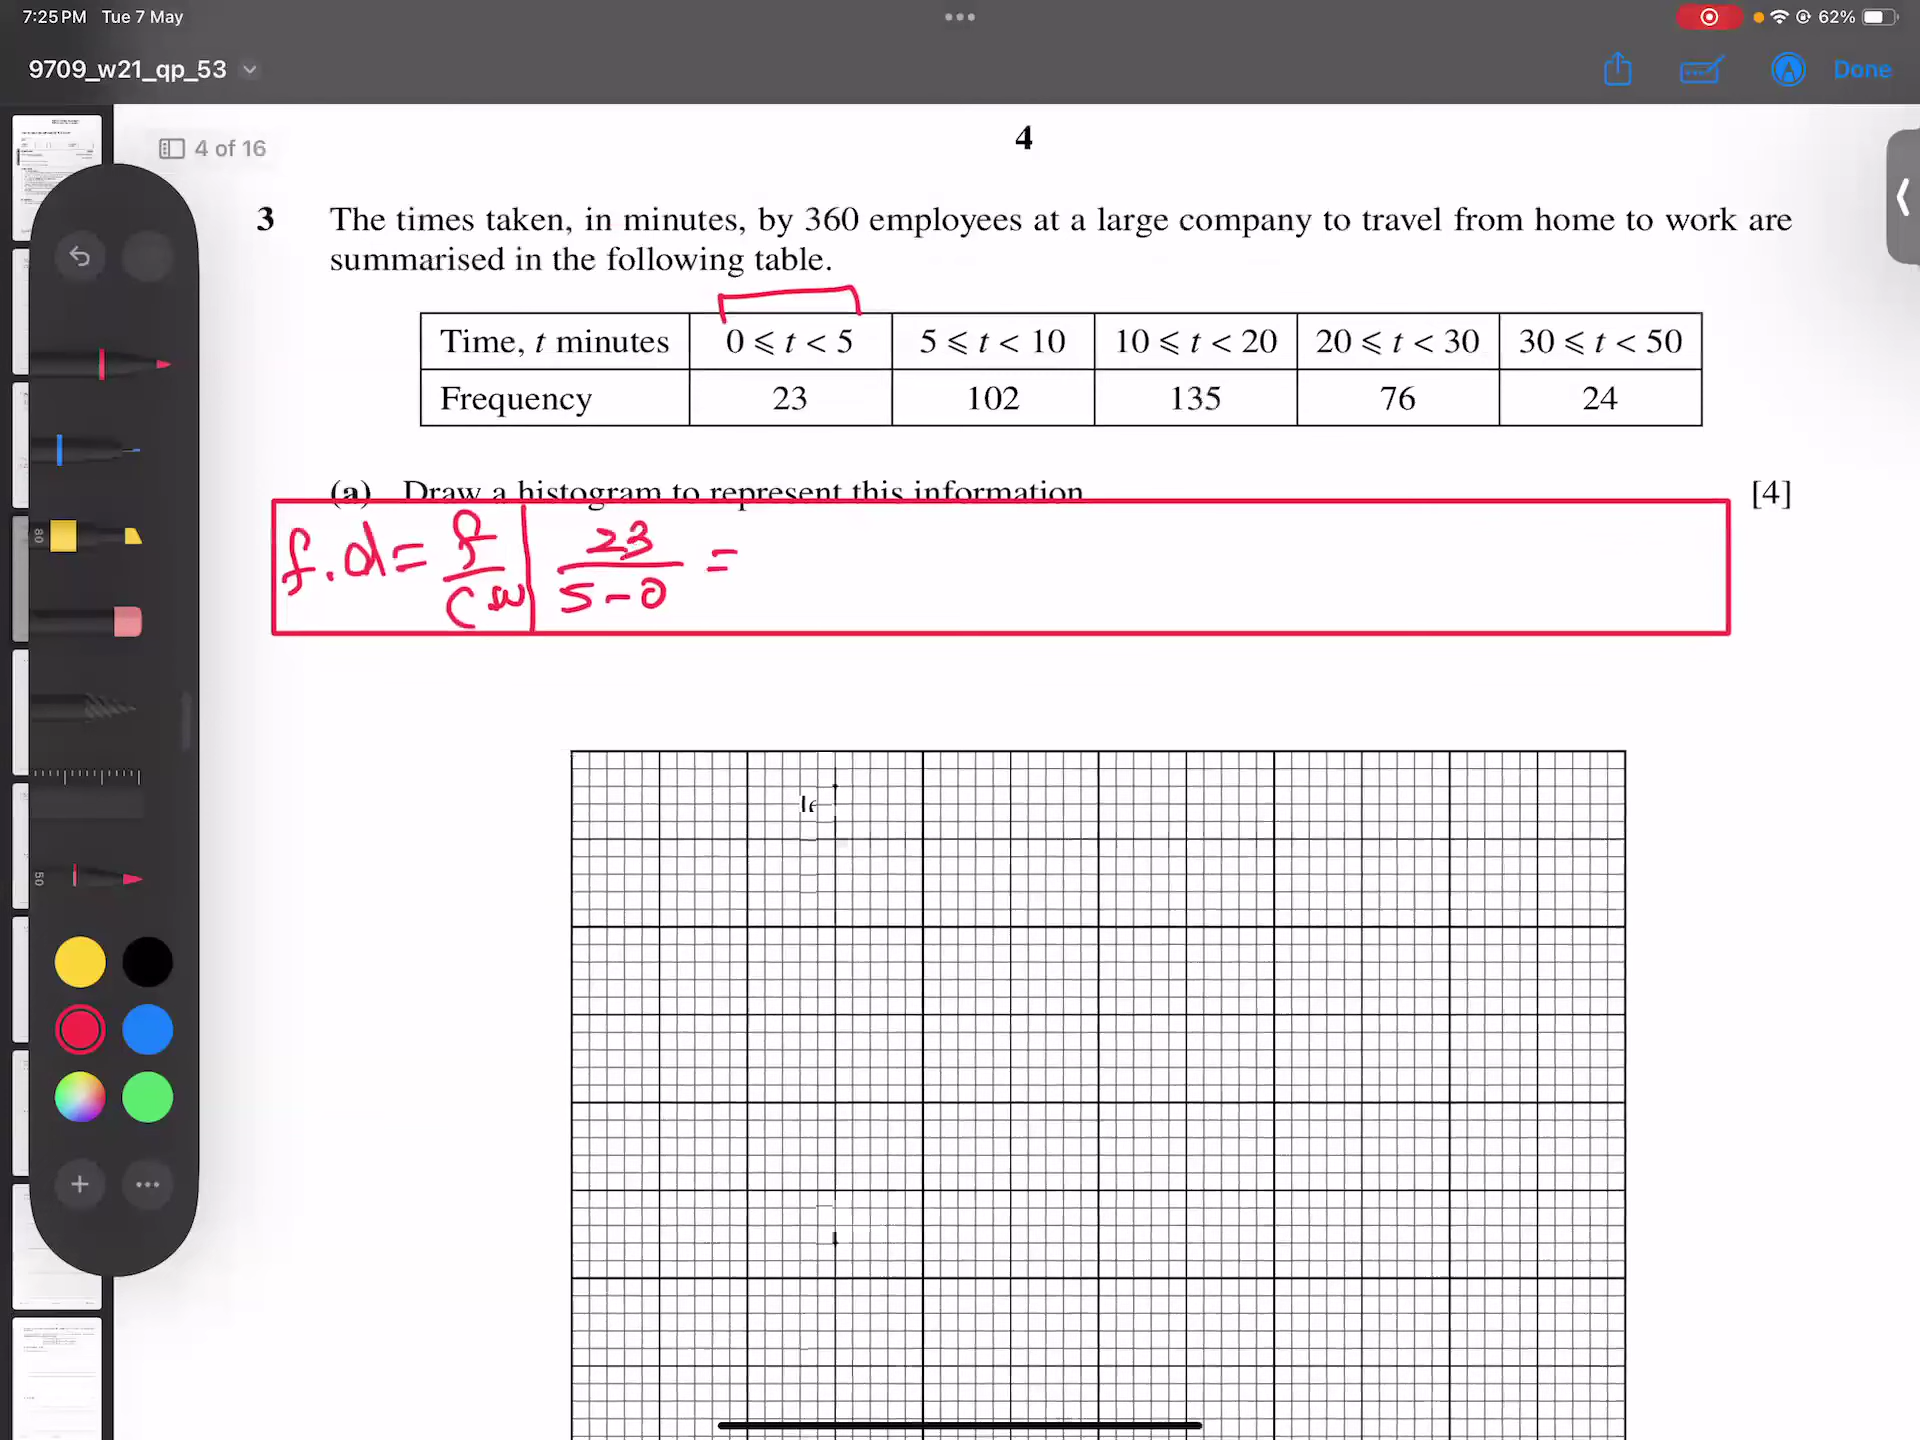 7:25 PM Tue 7 May
62%
9709_w21_qp_53
Done
4 of 16
4
3 The times taken, in minutes, by 360 employees at a large company to travel from home to work are
summarised in the following table.
Time, t minutes 0 ⩽ t < 5 5 ⩽ t < 10 10 ⩽ t < 20 20 ⩽ t < 30 30 ⩽ t < 50
Frequency 23 102 135 76 24
(a) Draw a histogram to represent this information [4]
f.d = f/cw | 23/5-0 =
80
50